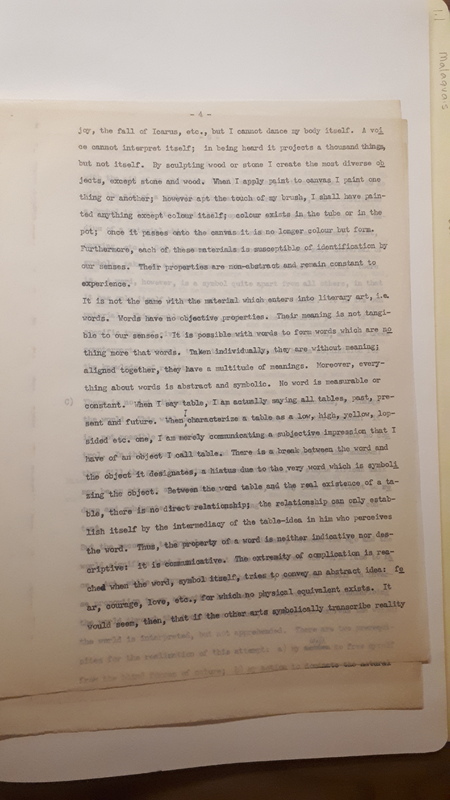 1:1
Malaquais
- 4 -
joy, the fall of Icarus, etc., but I cannot dance my body itself. A voi
ce cannot interpret itself; in being heard it projects a thousand things,
but not itself. By sculpting wood or stone I create the most diverse ob
jects, except stone and wood. When I apply paint to canvas I paint one
thing or another; however apt the touch of my brush, I shall have pain-
ted anything except colour itself; colour exists in the tube or in the
pot; once it passes onto the canvas it is no longer colour but form.
Furthermore, each of these materials is susceptible of identification by
our senses. Their properties are non-abstract and remain constant to
experience.
It is not the same with the material which enters into literary art, i.e.
words. Words have no objective properties. Their meaning is not tangi-
ble to our senses. It is possible with words to form words which are no
thing more that words. Taken individually, they are without meaning;
aligned together, they have a multitude of meanings. Moreover, every-
thing about words is abstract and symbolic. No word is measurable or
constant. When I say table, I am actually saying all tables, past, pre-
sent and future. When I characterise a table as a low, high, yellow, lop-
sided etc. one, I am merely communicating a subjective impression that I
have of an object I call table. There is a break between the word and
the object it designates, a hiatus due to the very word which is symboli
zing the object. Between the word table and the real existence of a ta-
ble, there is no direct relationship; the relationship can only estab-
lish itself by the intermediacy of the table-idea in him who perceives
the word. Thus, the property of a word is neither indicative nor des-
criptive: it is communicative. The extremity of complication is rea-
ched when the word, symbol itself, tries to convey an abstract idea: fe
ar, courage, love, etc., for which no physical equivalent exists. It
would seem, then, that if the other arts symbolically transcribe reality
the world is interpreted, but not apprehended. There are two